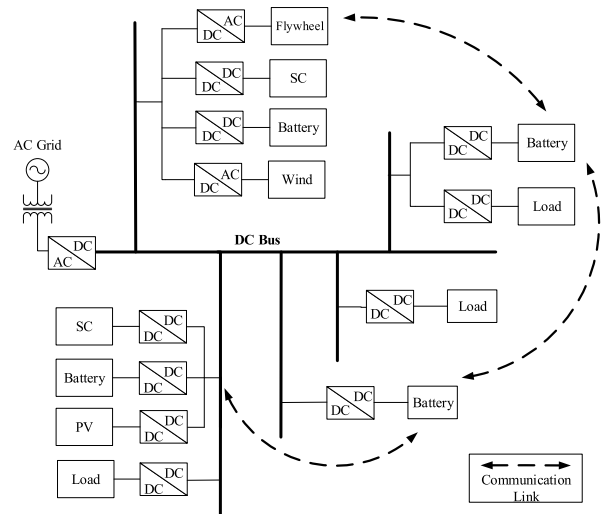 AC
DC
Flywheel
DC
DC
SC
DC
DC
Battery
AC
DC
Wind
AC Grid
DC
AC
DC Bus
DC
DC
Battery
DC
DC
Load
DC
DC
Load
SC
DC
DC
Battery
DC
DC
PV
DC
DC
Load
DC
DC
DC
DC
Battery
Communication
Link